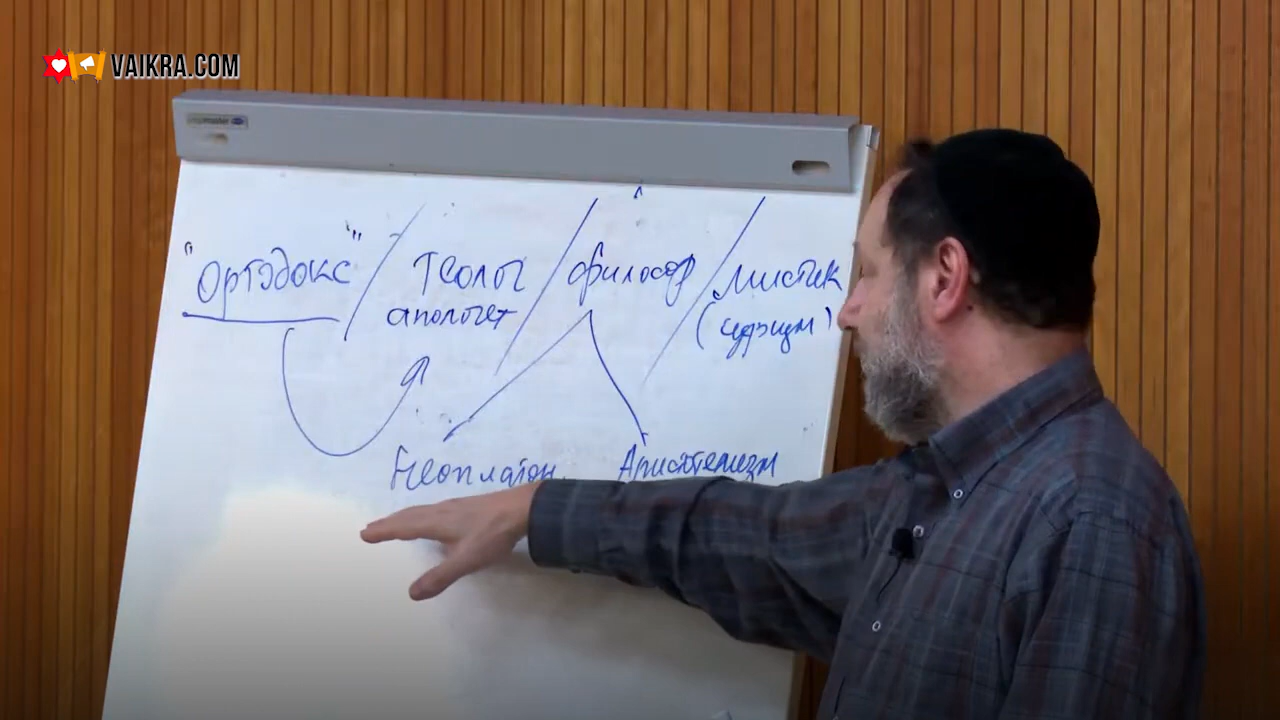 VAIKRA.COM
"ортодокс" / теолог / философ / мистик
апологет (суфизм)
Неоплатон. Аристотелизм